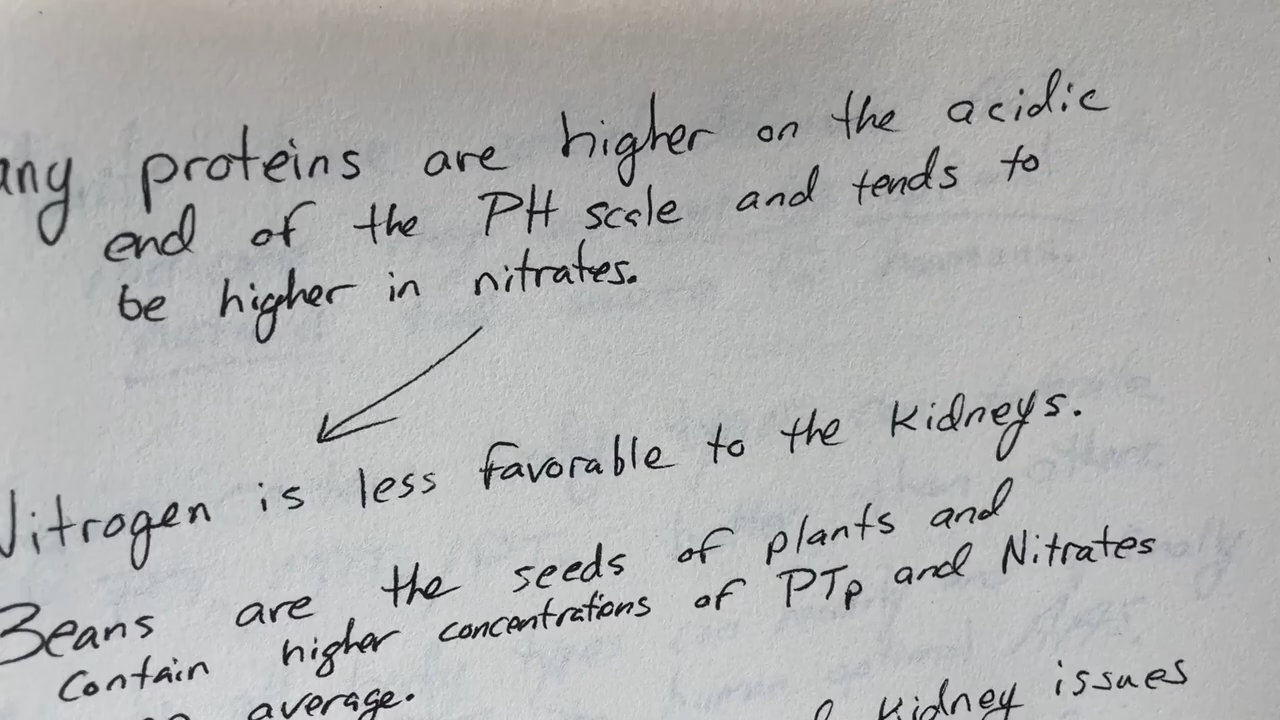 any proteins are higher on the acidic
end of the PH scale and tends to
be higher in nitrates.
Nitrogen is less favorable to the Kidneys.
Beans are the seeds of plants and
contain higher concentrations of PTP and Nitrates
average.
kidney issues